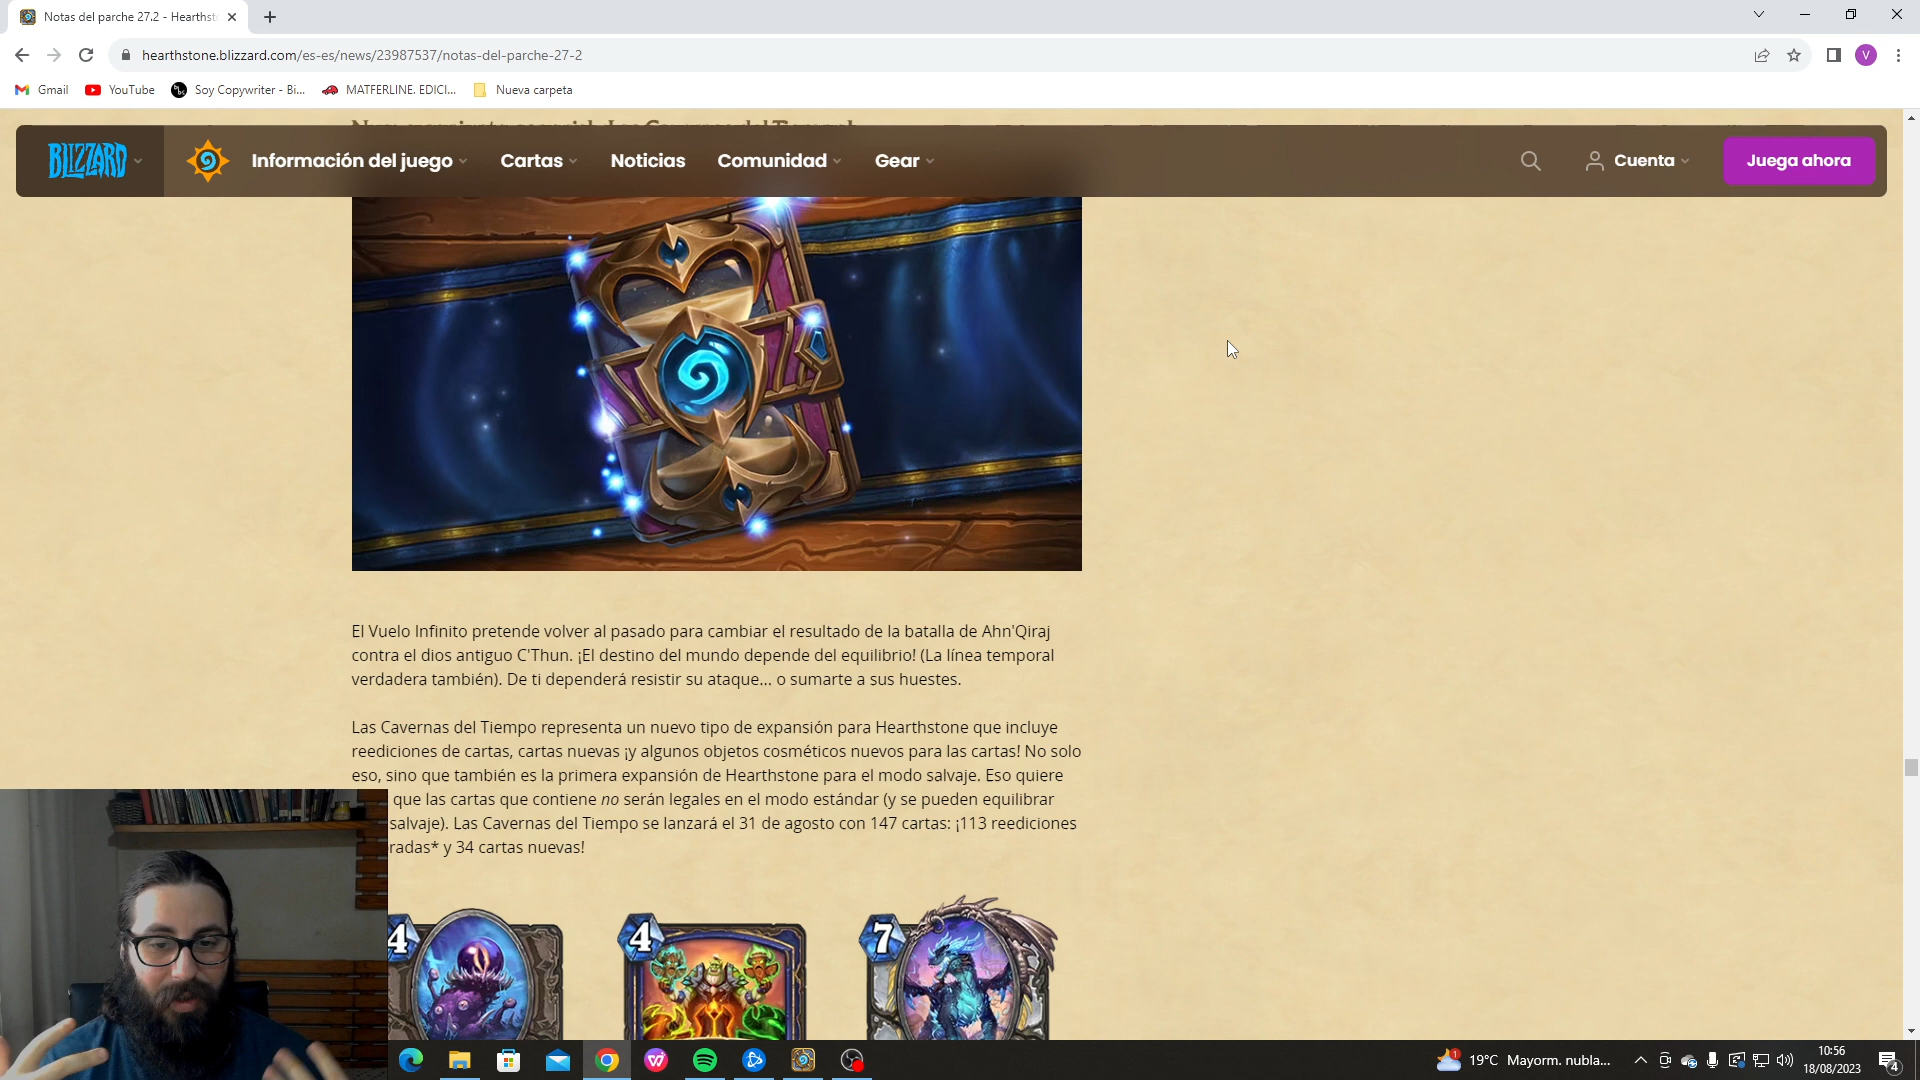 Notas del parche 27.2 - Hearthst
hearthstone.blizzard.com/es-es/news/23987537/notas-del-parche-27-2
V
Gmail
YouTube
Soy Copywriter - Bi...
MATFERLINE. EDICI...
Nueva carpeta
BLIZZARD
Información del juego
Cartas
Noticias
Comunidad
Gear
Cuenta
Juega ahora
El Vuelo Infinito pretende volver al pasado para cambiar el resultado de la batalla de Ahn'Qiraj
contra el dios antiguo C'Thun. ¡El destino del mundo depende del equilibrio! (La línea temporal
verdadera también). De ti dependerá resistir su ataque... o sumarte a sus huestes.
Las Cavernas del Tiempo representa un nuevo tipo de expansión para Hearthstone que incluye
reediciones de cartas, cartas nuevas ¡y algunos objetos cosméticos nuevos para las cartas! No solo
eso, sino que también es la primera expansión de Hearthstone para el modo salvaje. Eso quiere
que las cartas que contiene no serán legales en el modo estándar (y se pueden equilibrar
salvaje). Las Cavernas del Tiempo se lanzará el 31 de agosto con 147 cartas: ¡113 reediciones
radas* y 34 cartas nuevas!
4
4
7
1
19°C Mayorm. nubla...
10:56
18/08/2023
4